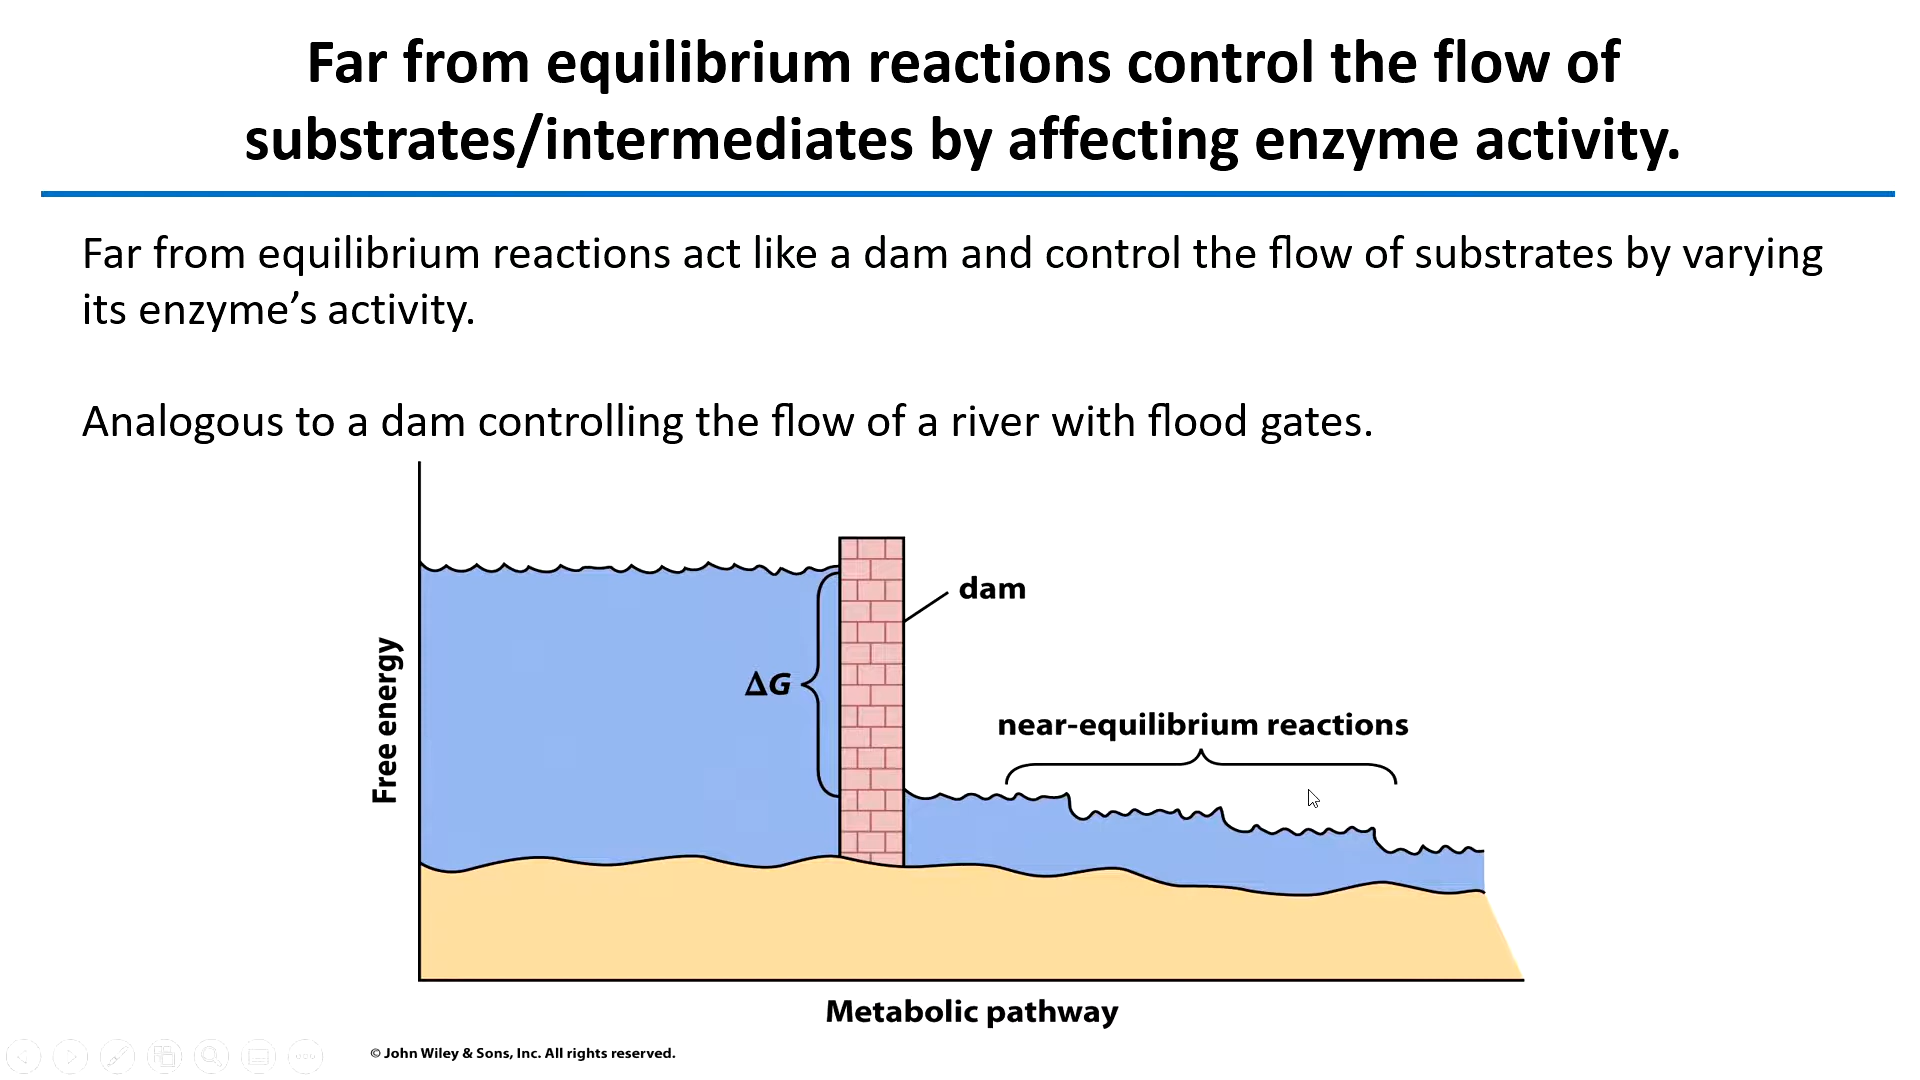 Far from equilibrium reactions control the flow of
substrates/intermediates by affecting enzyme activity.
Far from equilibrium reactions act like a dam and control the flow of substrates by varying
its enzyme’s activity.
Analogous to a dam controlling the flow of a river with flood gates.
dam
ΔG
near-equilibrium reactions
Free energy
Metabolic pathway
© John Wiley & Sons, Inc. All rights reserved.